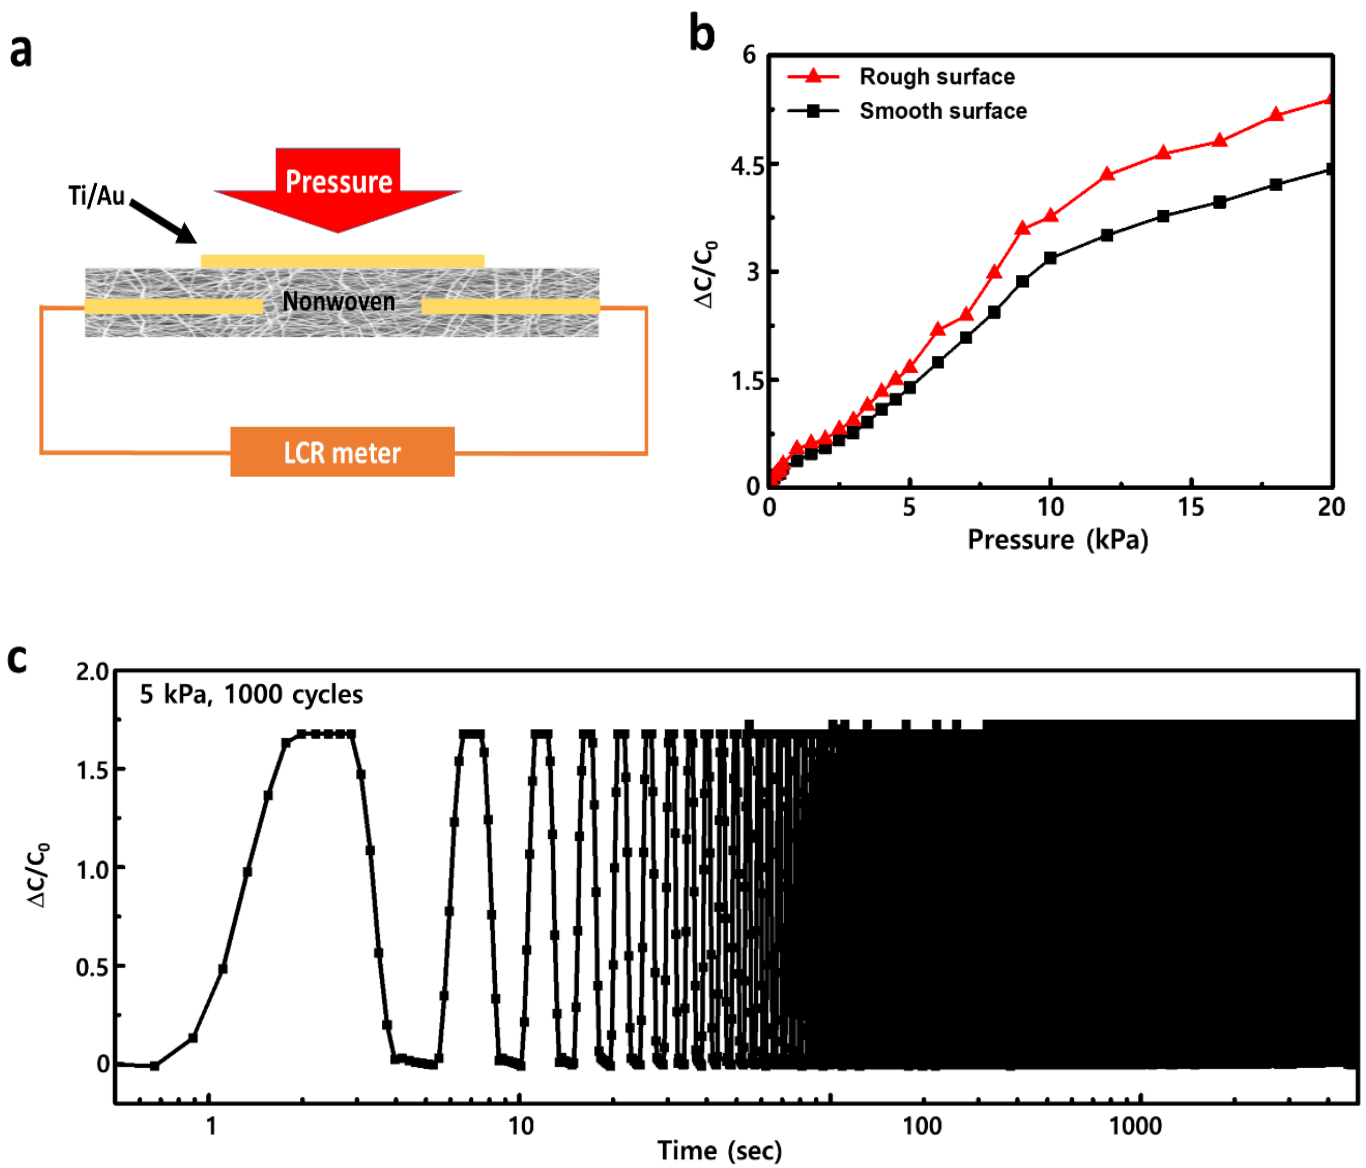 a
Pressure
Ti/Au
Nonwoven
LCR meter
b
6
4.5
3
1.5
0
Rough surface
Smooth surface
ΔC/C₀
0 5 10 15 20
Pressure (kPa)
c
2.0
1.5
1.0
0.5
0
5 kPa, 1000 cycles
ΔC/C₀
1 10 100 1000
Time (sec)